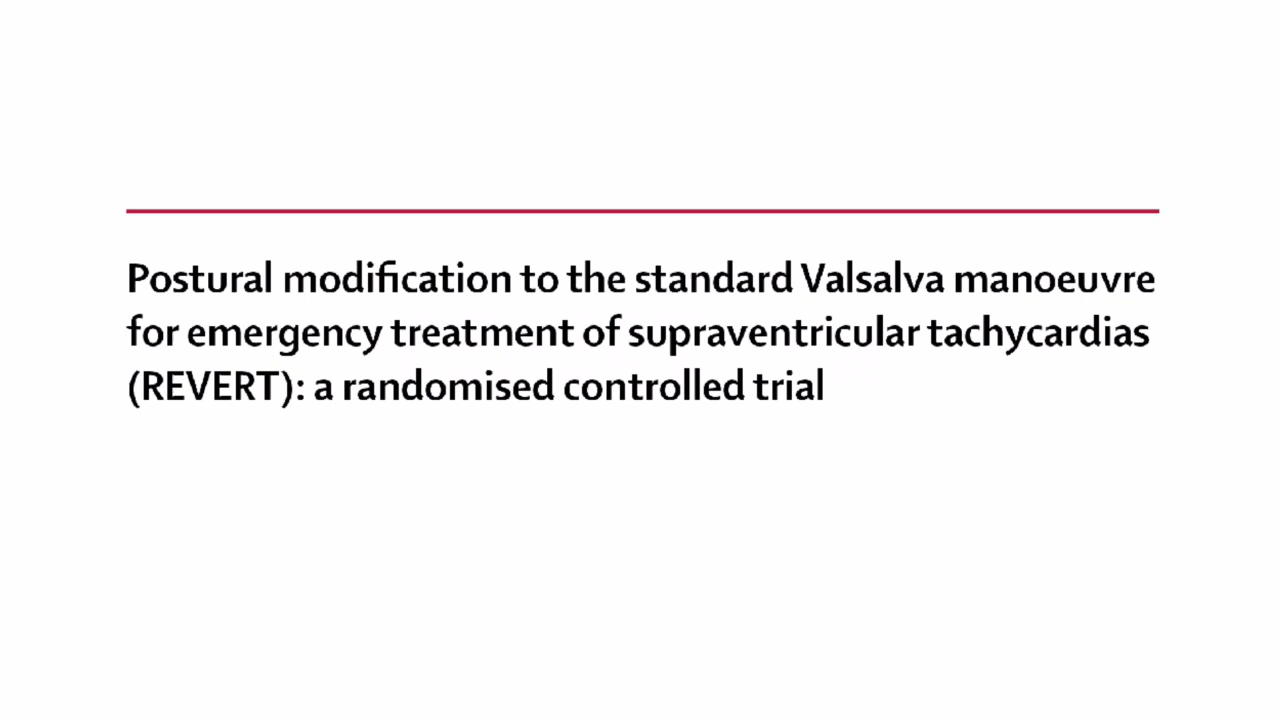 Postural modification to the standard Valsalva manoeuvre
for emergency treatment of supraventricular tachycardias
(REVERT): a randomised controlled trial